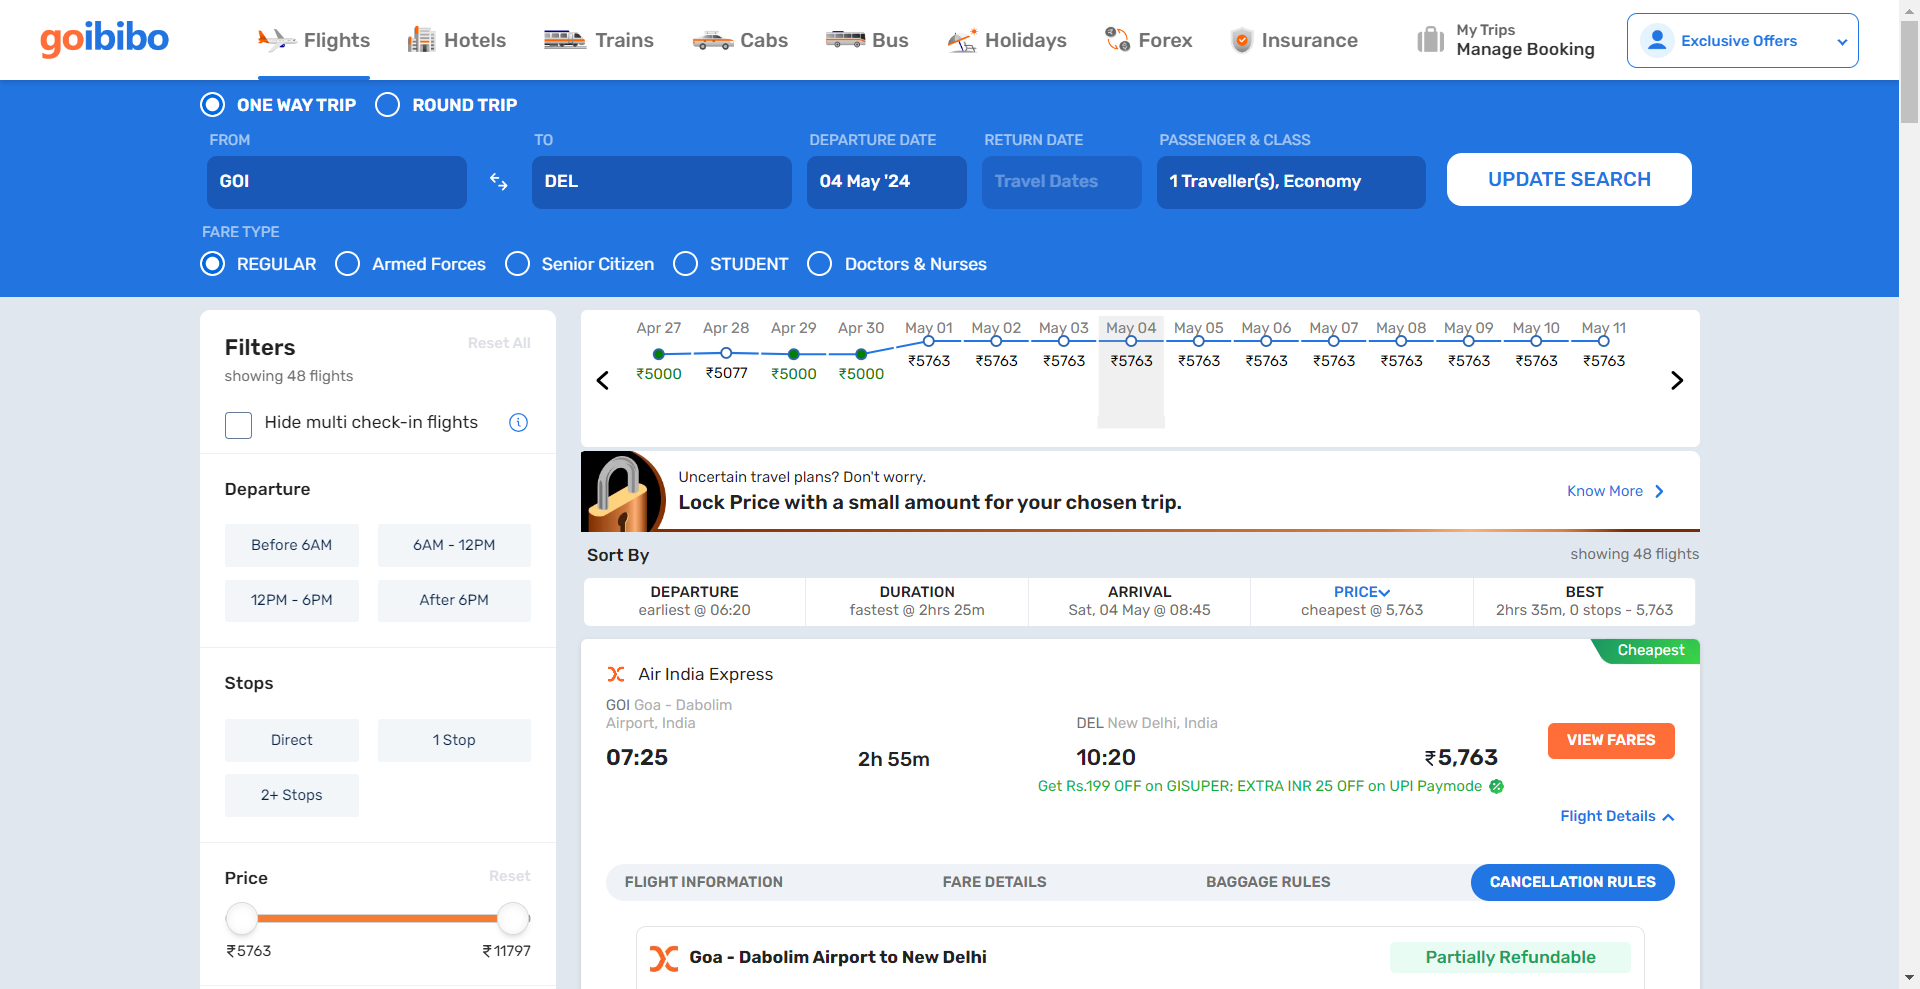 goibibo
Flights
Hotels
Trains
Cabs
Bus
Holidays
Forex
Insurance
My Trips
Manage Booking
Exclusive Offers
ONE WAY TRIP
ROUND TRIP
FROM
TO
DEPARTURE DATE
RETURN DATE
PASSENGER & CLASS
GOI
DEL
04 May '24
Travel Dates
1 Traveller(s), Economy
UPDATE SEARCH
FARE TYPE
REGULAR
Armed Forces
Senior Citizen
STUDENT
Doctors & Nurses
Filters
Reset All
showing 48 flights
Hide multi check-in flights
Departure
Before 6AM
6AM - 12PM
12PM - 6PM
After 6PM
Stops
Direct
1 Stop
2+ Stops
Price
Reset
₹5763
₹11797
Apr 27
Apr 28
Apr 29
Apr 30
May 01
May 02
May 03
May 04
May 05
May 06
May 07
May 08
May 09
May 10
May 11
₹5000
₹5077
₹5000
₹5000
₹5763
₹5763
₹5763
₹5763
₹5763
₹5763
₹5763
₹5763
₹5763
₹5763
₹5763
Uncertain travel plans? Don't worry.
Lock Price with a small amount for your chosen trip.
Know More
Sort By
showing 48 flights
DEPARTURE
earliest @ 06:20
DURATION
fastest @ 2hrs 25m
ARRIVAL
Sat, 04 May @ 08:45
PRICE
cheapest @ 5,763
BEST
2hrs 35m, 0 stops - 5,763
Cheapest
Air India Express
GOI Goa - Dabolim
Airport, India
07:25
2h 55m
DEL New Delhi, India
10:20
₹5,763
VIEW FARES
Get Rs.199 OFF on GISUPER; EXTRA INR 25 OFF on UPI Paymode
Flight Details
FLIGHT INFORMATION
FARE DETAILS
BAGGAGE RULES
CANCELLATION RULES
Goa - Dabolim Airport to New Delhi
Partially Refundable